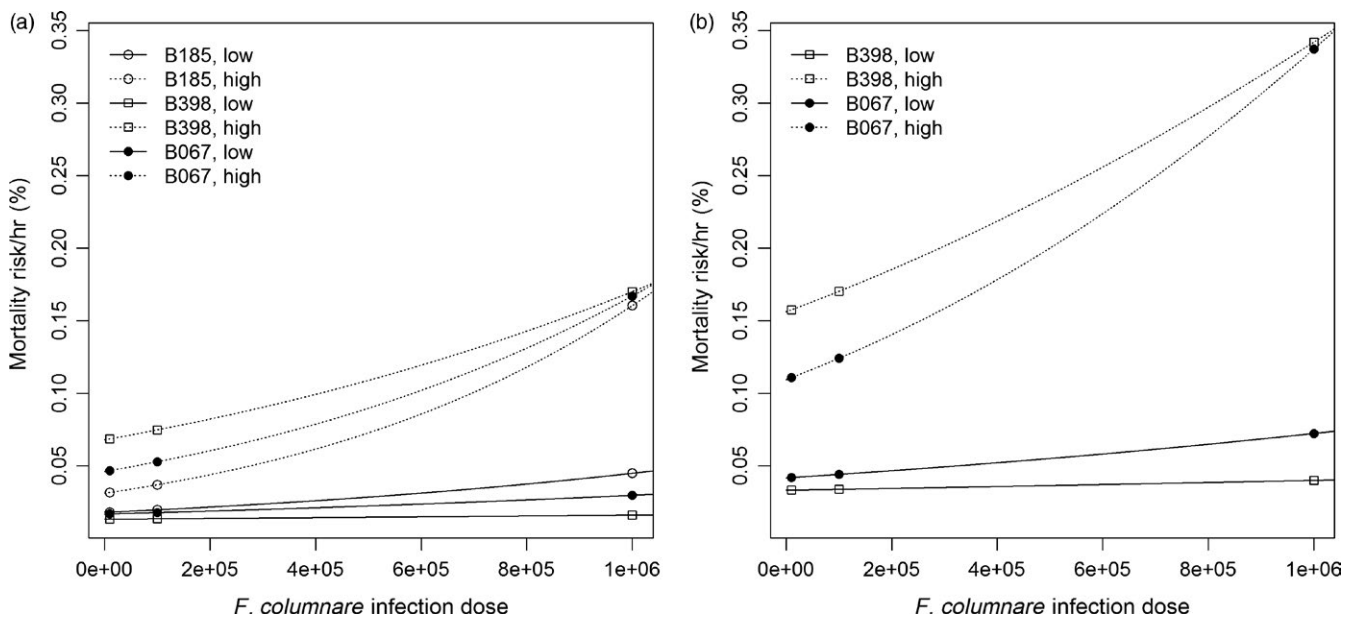 (a)
0.35
0.30
0.25
0.20
0.15
0.10
0.05
Mortality risk/hr (%)
B185, low
B185, high
B398, low
B398, high
B067, low
B067, high
0e+00 2e+05 4e+05 6e+05 8e+05 1e+06
F. columnare infection dose
(b)
0.35
0.30
0.25
0.20
0.15
0.10
0.05
Mortality risk/hr (%)
B398, low
B398, high
B067, low
B067, high
0e+00 2e+05 4e+05 6e+05 8e+05 1e+06
F. columnare infection dose